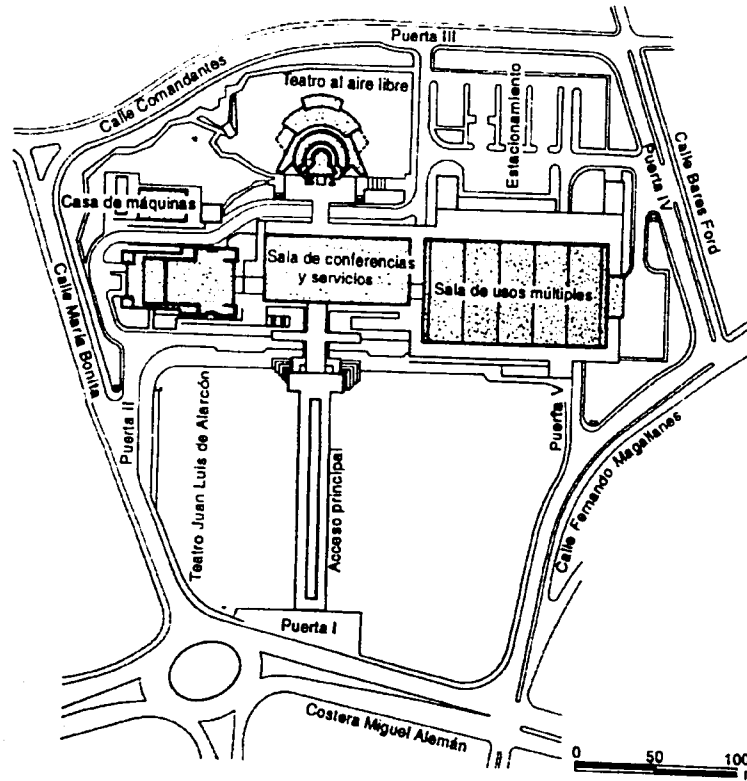 Puerta III
Calle Comandantes
Teatro al aire libre
Estacionamiento
Puerta IV
Calle Bares Ford
Casa de máquinas
Sala de conferencias
y servicios
Sala de usos múltiples
Calle María Bonita
Puerta II
Teatro Juan Luis de Alarcón
Acceso principal
Puerta V
Calle Fernando Magallanes
Puerta I
Costera Miguel Alemán
0 50 100